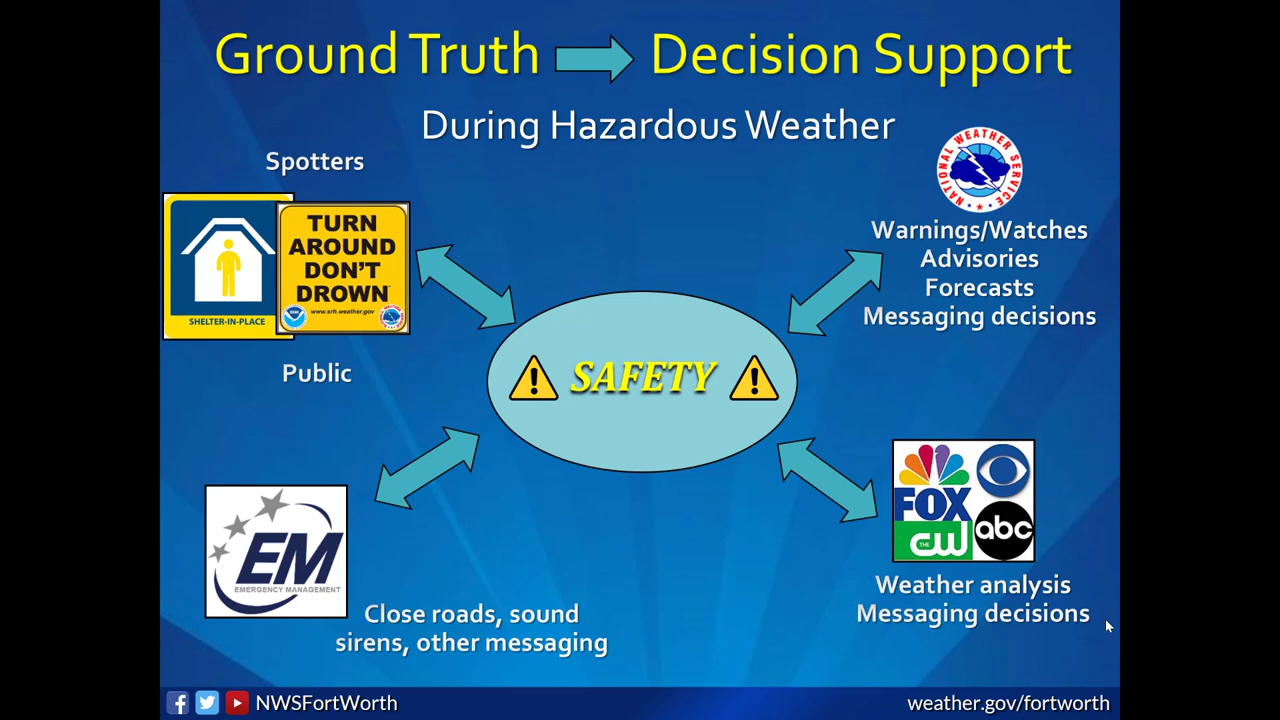 Ground Truth Decision Support
During Hazardous Weather
Spotters
SHELTER-IN-PLACE
TURN
AROUND
DON'T
DROWN
www.srh.weather.gov
Public
NATIONAL WEATHER SERVICE
Warnings/Watches
Advisories
Forecasts
Messaging decisions
SAFETY
EM
EMERGENCY MANAGEMENT
Close roads, sound
sirens, other messaging
FOX
THE CW
abc
Weather analysis
Messaging decisions
NWSFortWorth
weather.gov/fortworth